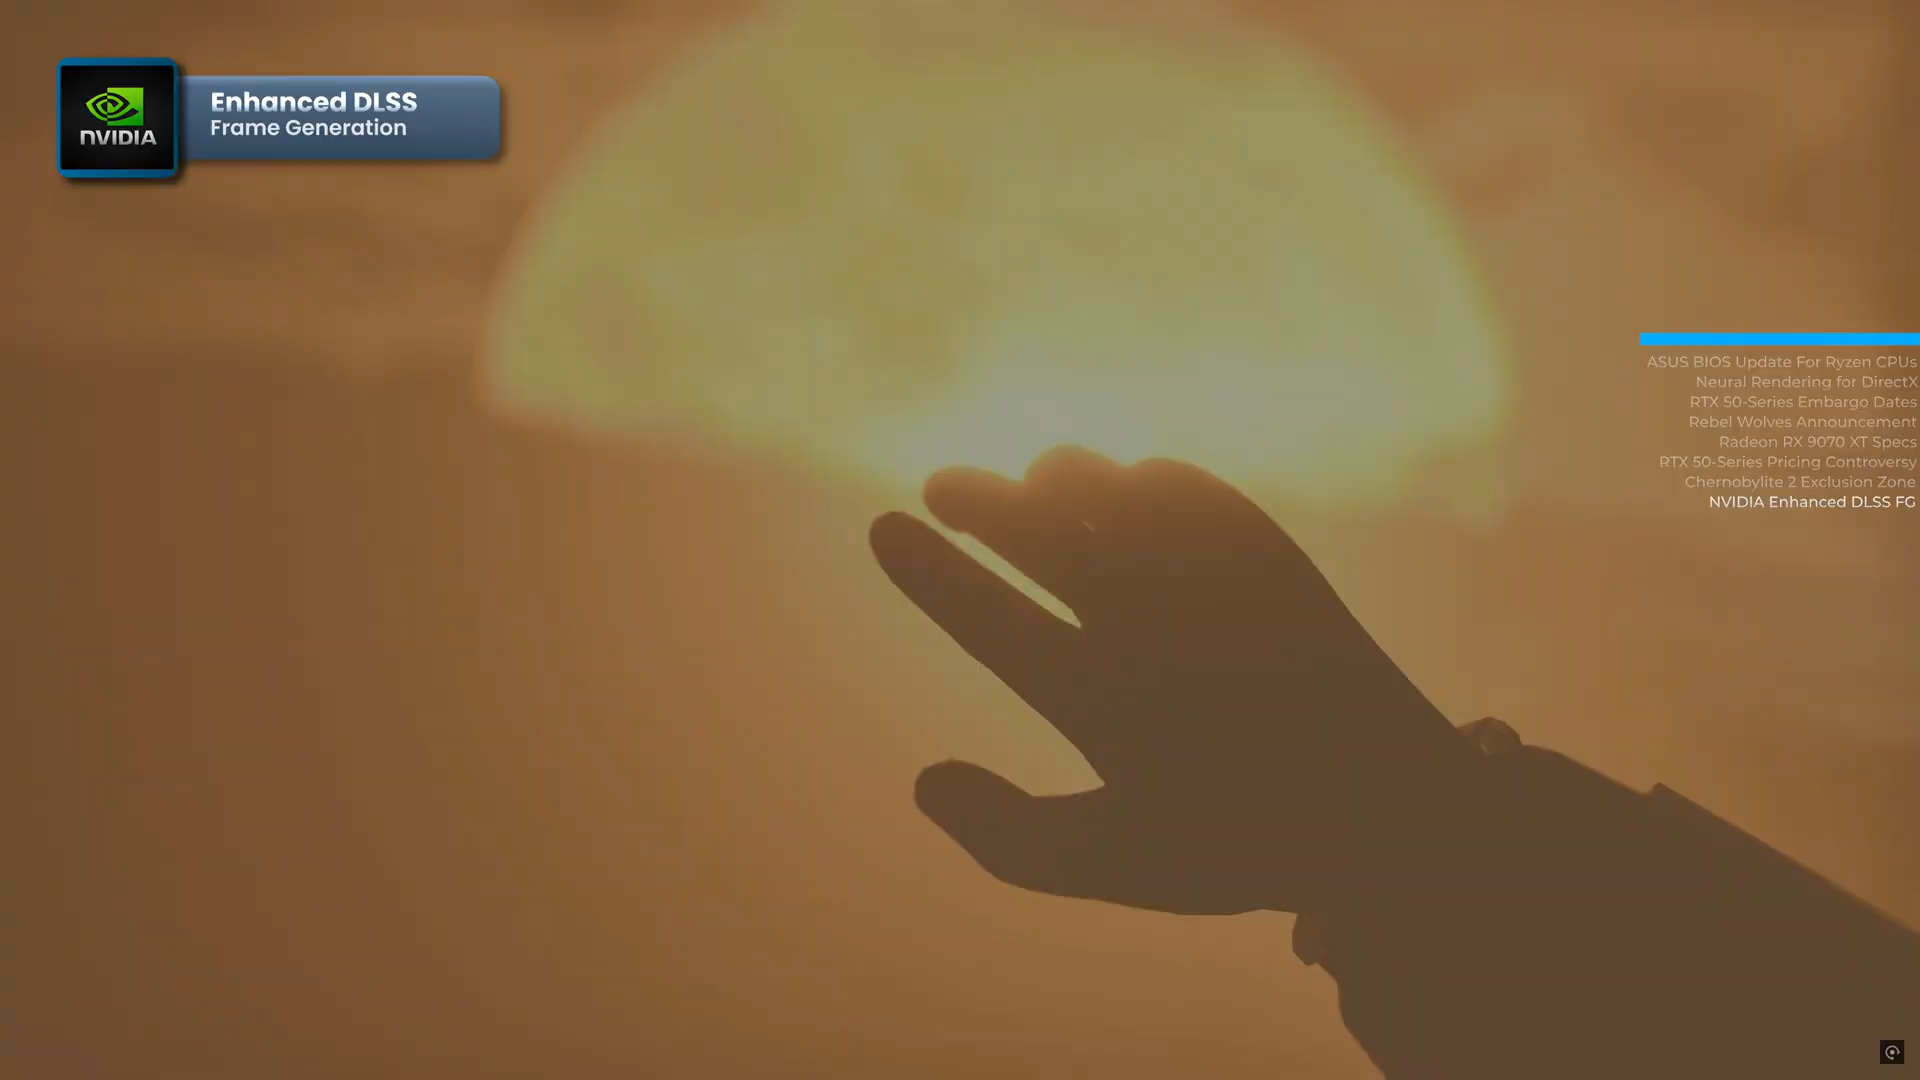 NVIDIA
Enhanced DLSS
Frame Generation
ASUS BIOS Update For Ryzen CPUs
Neural Rendering for DirectX
RTX 50-Series Embargo Dates
Rebel Wolves Announcement
Radeon RX 9070 XT Specs
RTX 50-Series Pricing Controversy
Chernobylite 2 Exclusion Zone
NVIDIA Enhanced DLSS FG